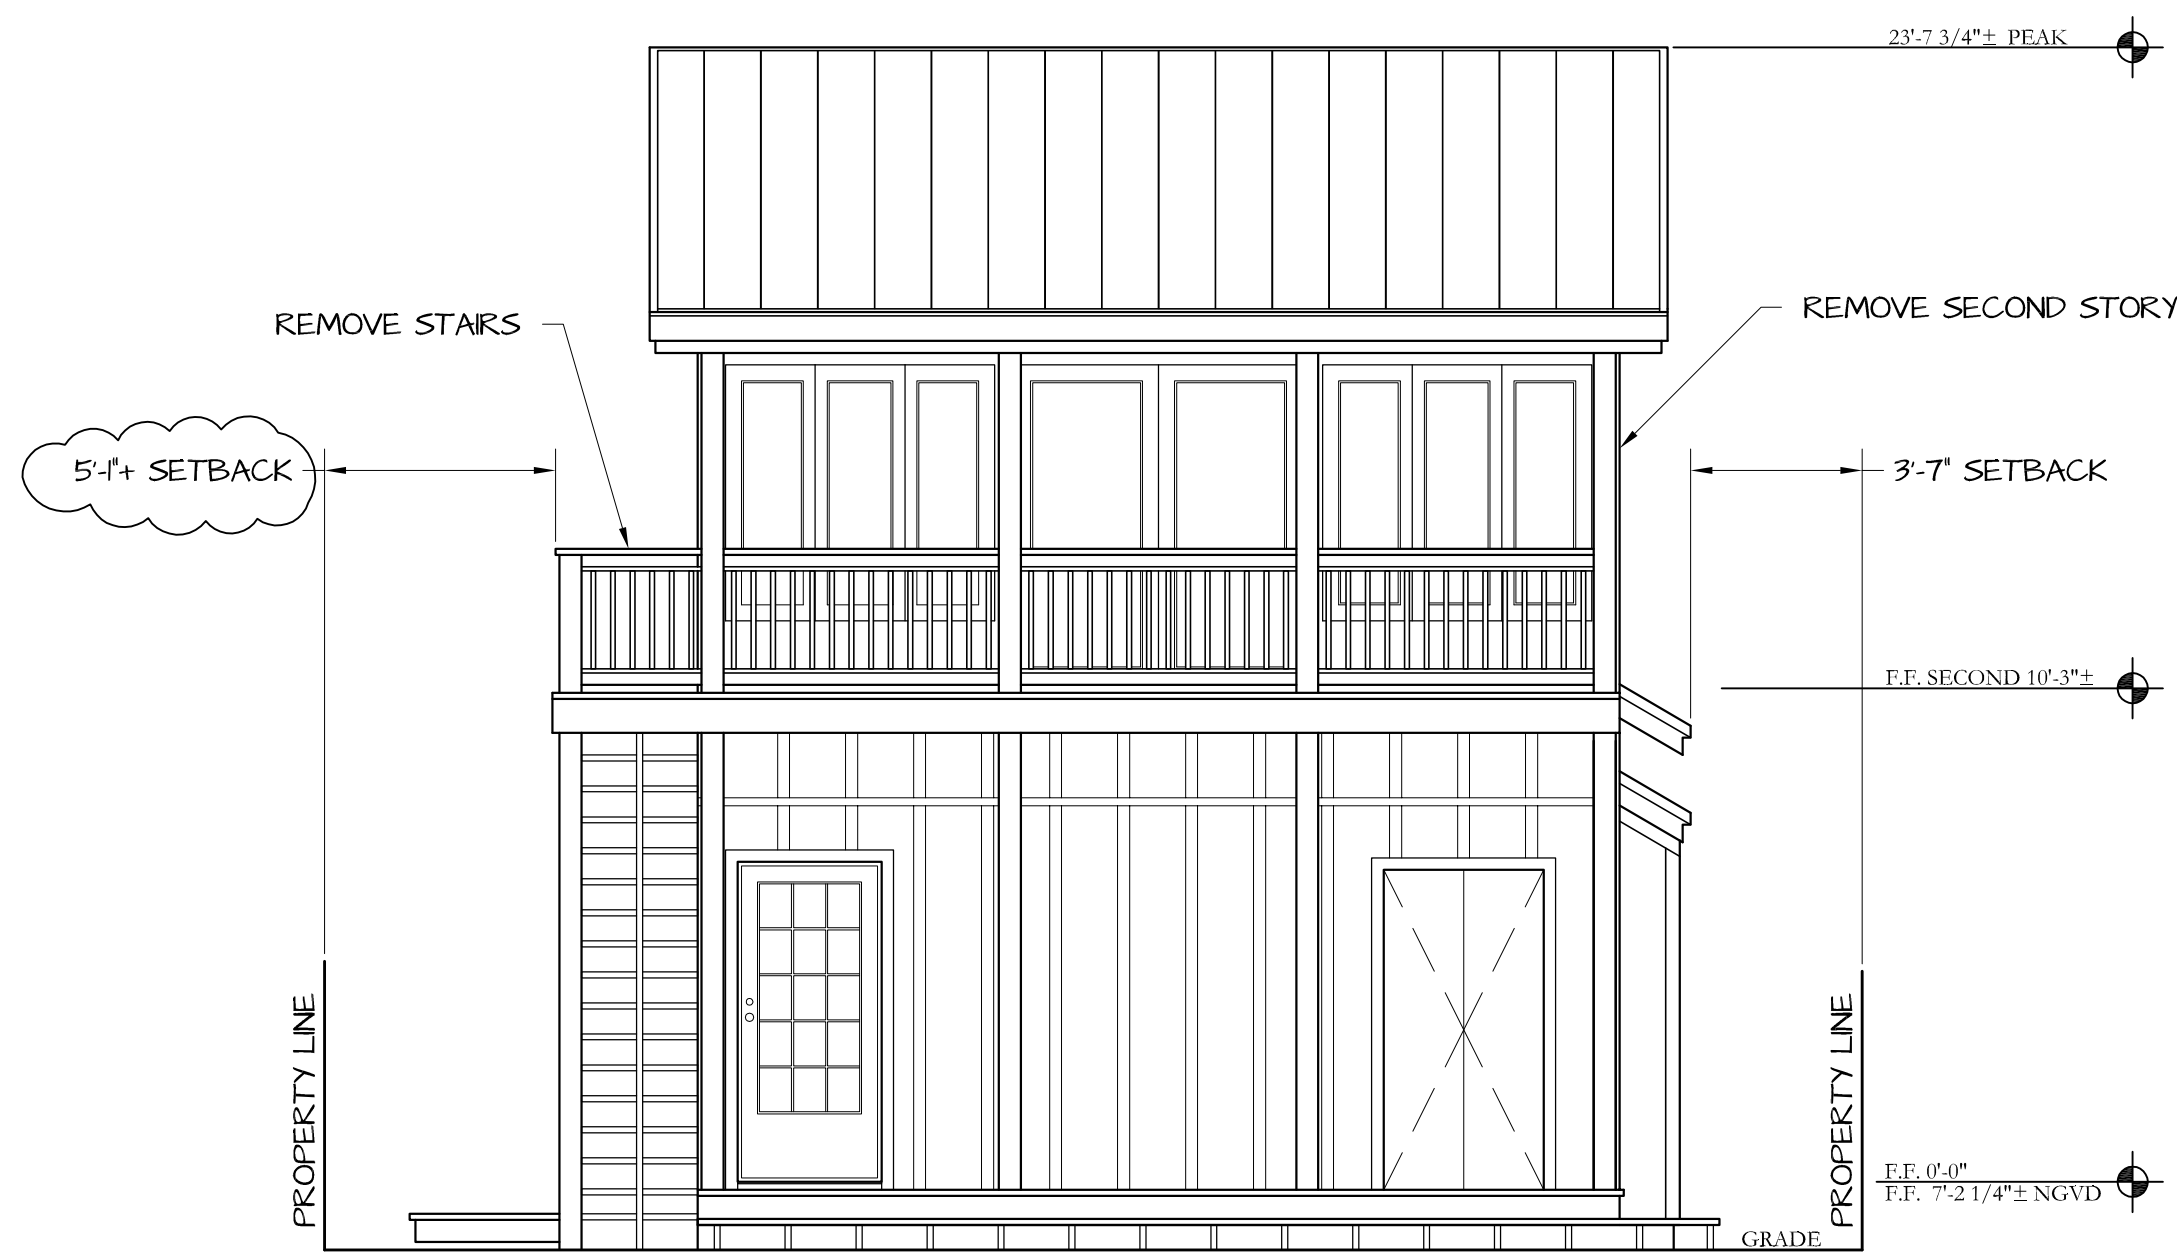 23'-7 3/4"± PEAK
REMOVE STAIRS
REMOVE SECOND STORY
5'-1"+ SETBACK
3'-7" SETBACK
F.F. SECOND 10'-3"±
PROPERTY LINE
PROPERTY LINE
F.F. 0'-0"
F.F. 7'-2 1/4"± NGVD
GRADE